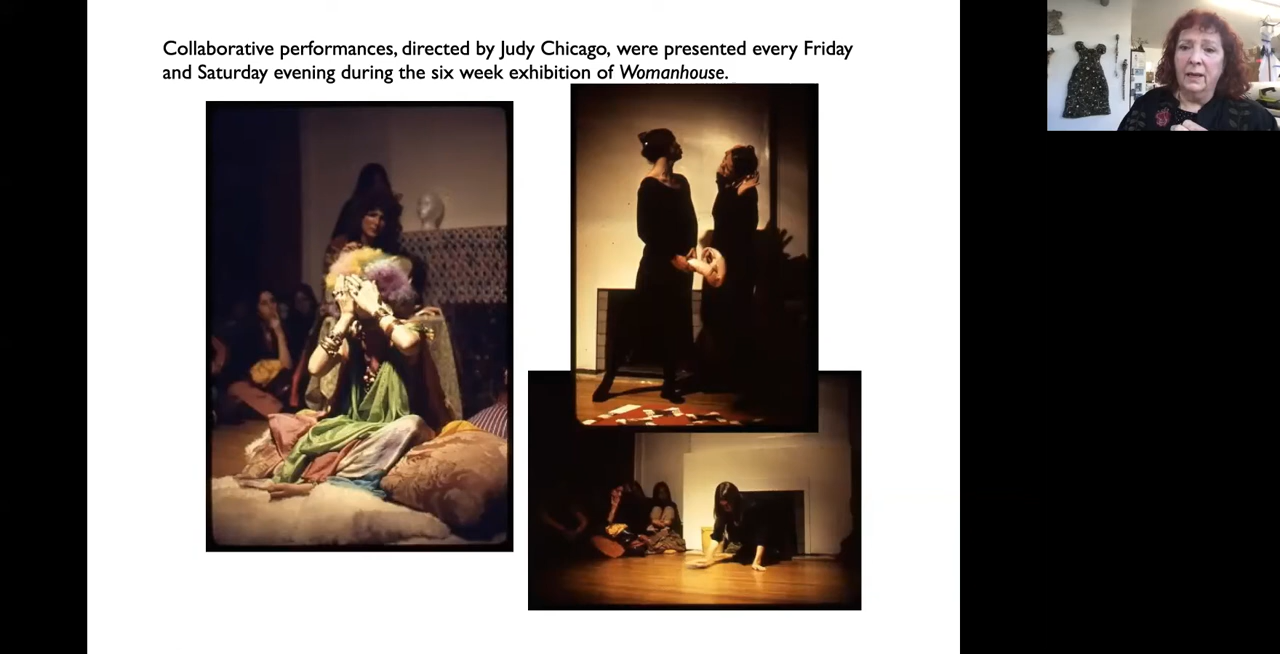 Collaborative performances, directed by Judy Chicago, were presented every Friday
and Saturday evening during the six week exhibition of Womanhouse.